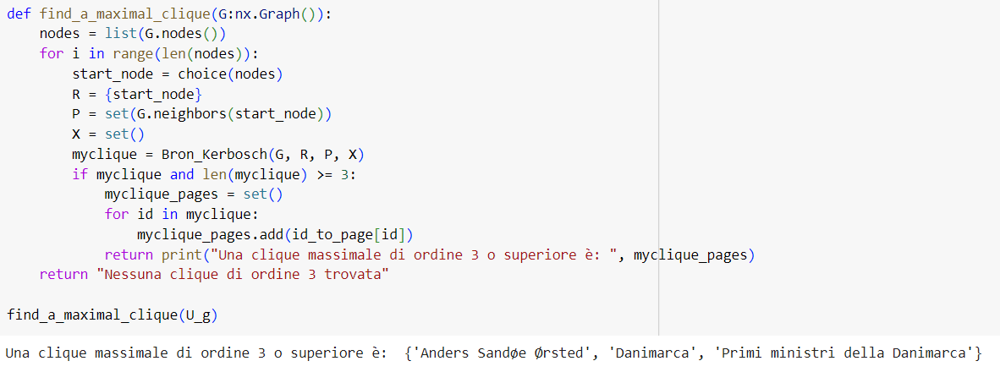 def find_a_maximal_clique(G:nx.Graph()):
    nodes = list(G.nodes())
    for i in range(len(nodes)):
        start_node = choice(nodes)
        R = {start_node}
        P = set(G.neighbors(start_node))
        X = set()
        myclique = Bron_Kerbosch(G, R, P, X)
        if myclique and len(myclique) >= 3:
            myclique_pages = set()
            for id in myclique:
                myclique_pages.add(id_to_page[id])
            return print("Una clique massimale di ordine 3 o superiore è: ", myclique_pages)
    return "Nessuna clique di ordine 3 trovata"
find_a_maximal_clique(U_g)
Una clique massimale di ordine 3 o superiore è:  {'Anders Sandøe Ørsted', 'Danimarca', 'Primi ministri della Danimarca'}